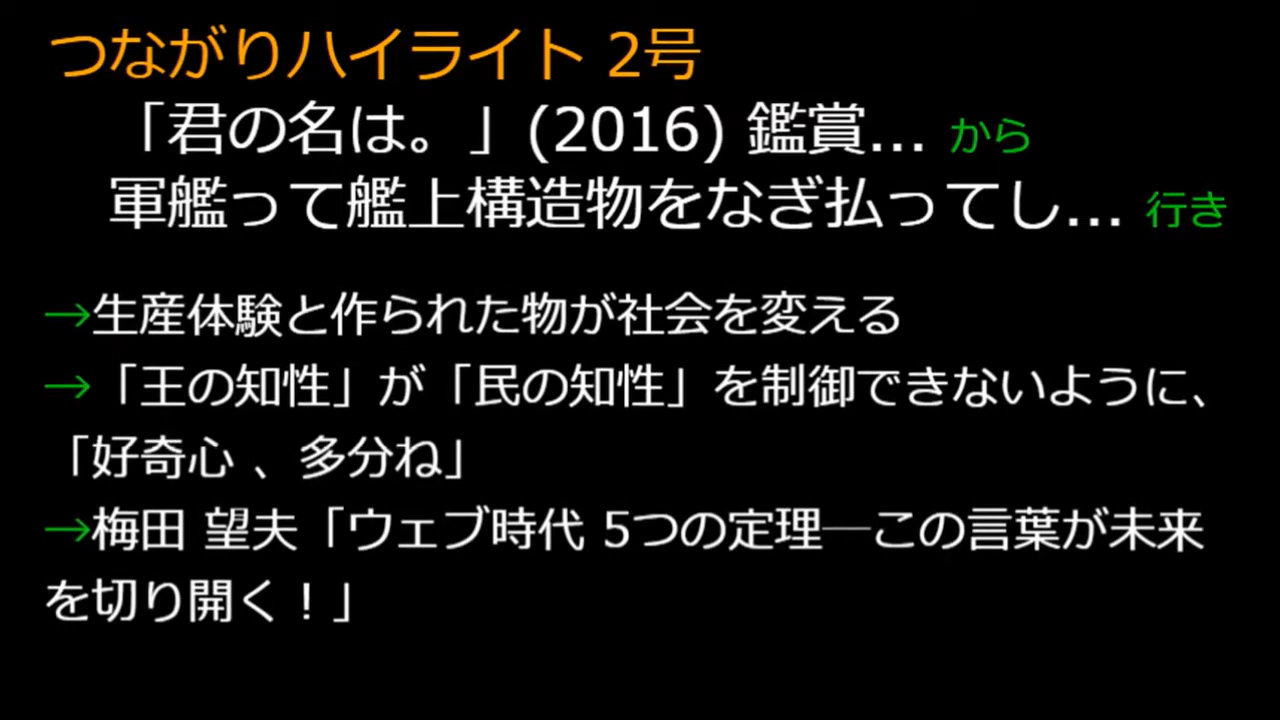 つながりハイライト 2号
「君の名は。」(2016) 鑑賞... から
軍艦って艦上構造物をなぎ払ってし... 行き
→生産体験と作られた物が社会を変える
→「王の知性」が「民の知性」を制御できないように、
「好奇心 、多分ね」
→梅田 望夫「ウェブ時代 5つの定理―この言葉が未来
を切り開く！」